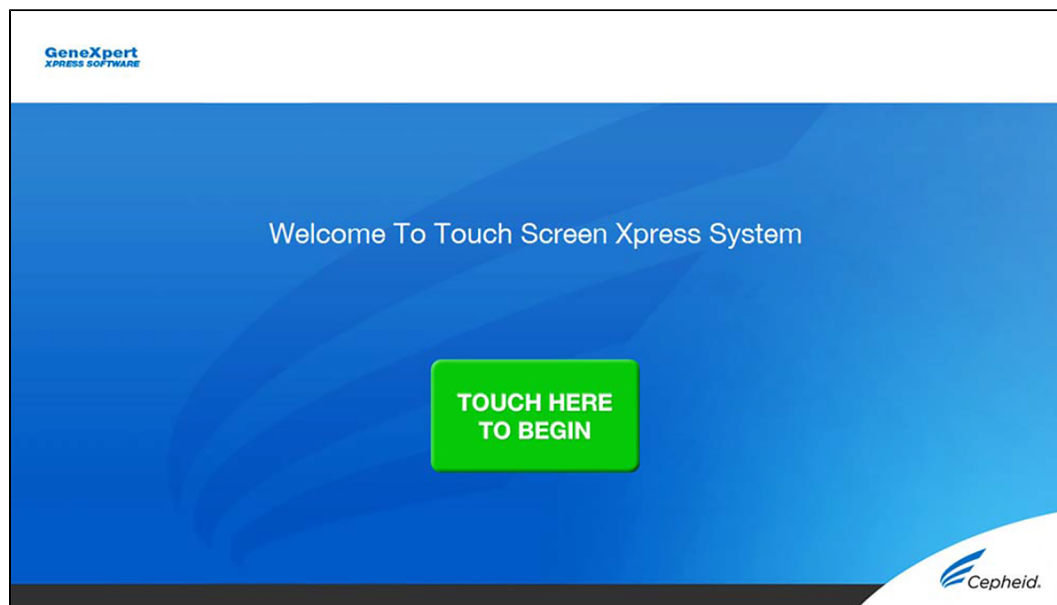 GeneXpert
XPRESS SOFTWARE
Welcome To Touch Screen Xpress System
TOUCH HERE
TO BEGIN
Cepheid.